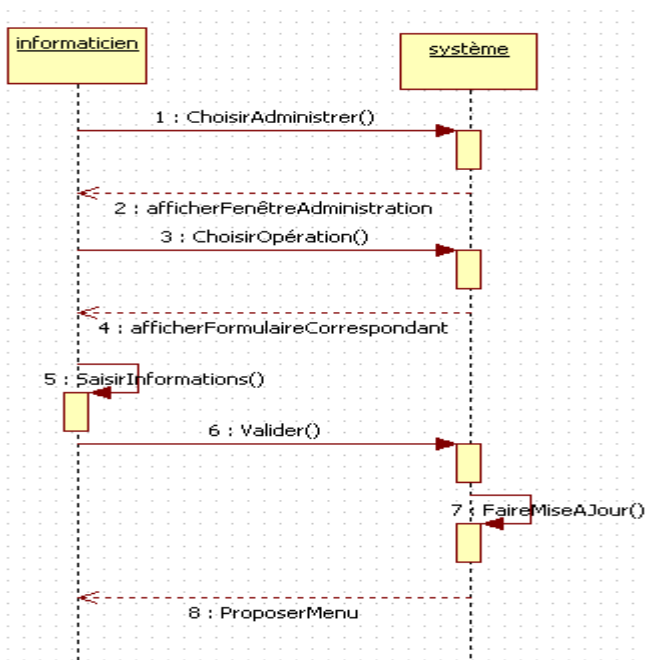 informaticien
système
1 : ChoisirAdministrer()
2 : afficherFenêtreAdministration
3 : ChoisirOpération()
4 : afficherFormulaireCorrespondant
5 : SaisirInformations()
6 : Valider()
7 : FaireMiseAJour()
8 : ProposerMenu